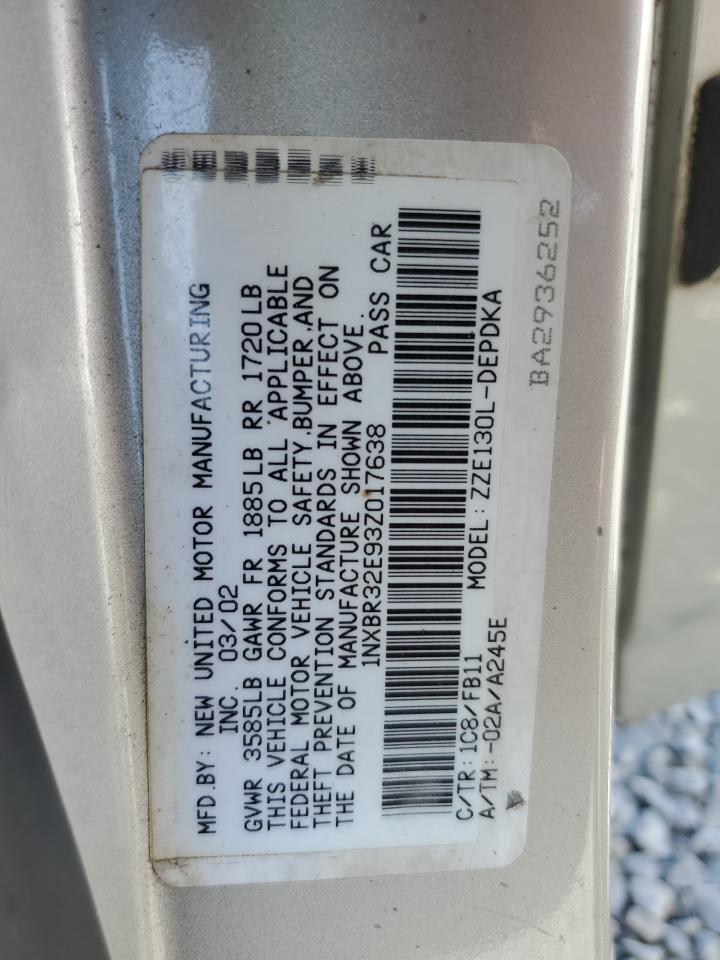 MFD.BY: NEW UNITED MOTOR MANUFACTURING
INC. 03/02
GVWR 3585LB GAWR FR 1885LB RR 1720LB
THIS VEHICLE CONFORMS TO ALL APPLICABLE
FEDERAL MOTOR VEHICLE SAFETY,BUMPER,AND
THEFT PREVENTION STANDARDS IN EFFECT ON
THE DATE OF MANUFACTURE SHOWN ABOVE.
1NXBR32E93Z017638 PASS CAR
C/TR:1C8/FB11 MODEL:ZZE130L-DEPDKA
A/TM:-02A/A245E
BA2936252